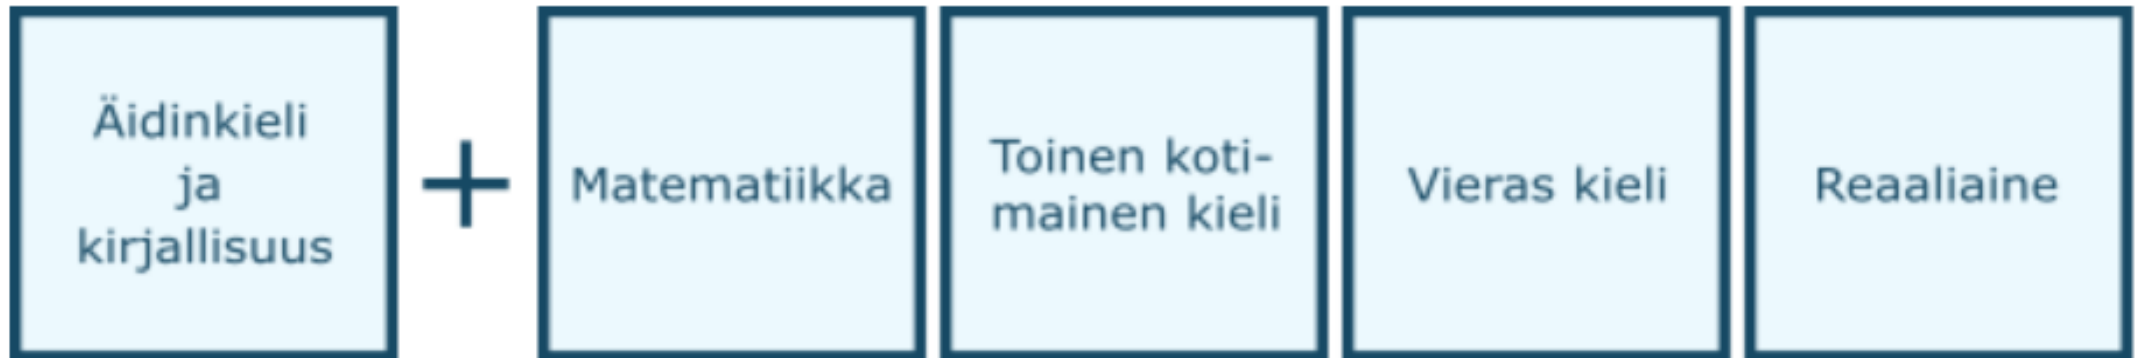 Äidinkieli
ja
kirjallisuus
+
Matematiikka
Toinen koti-
mainen kieli
Vieras kieli
Reaaliaine